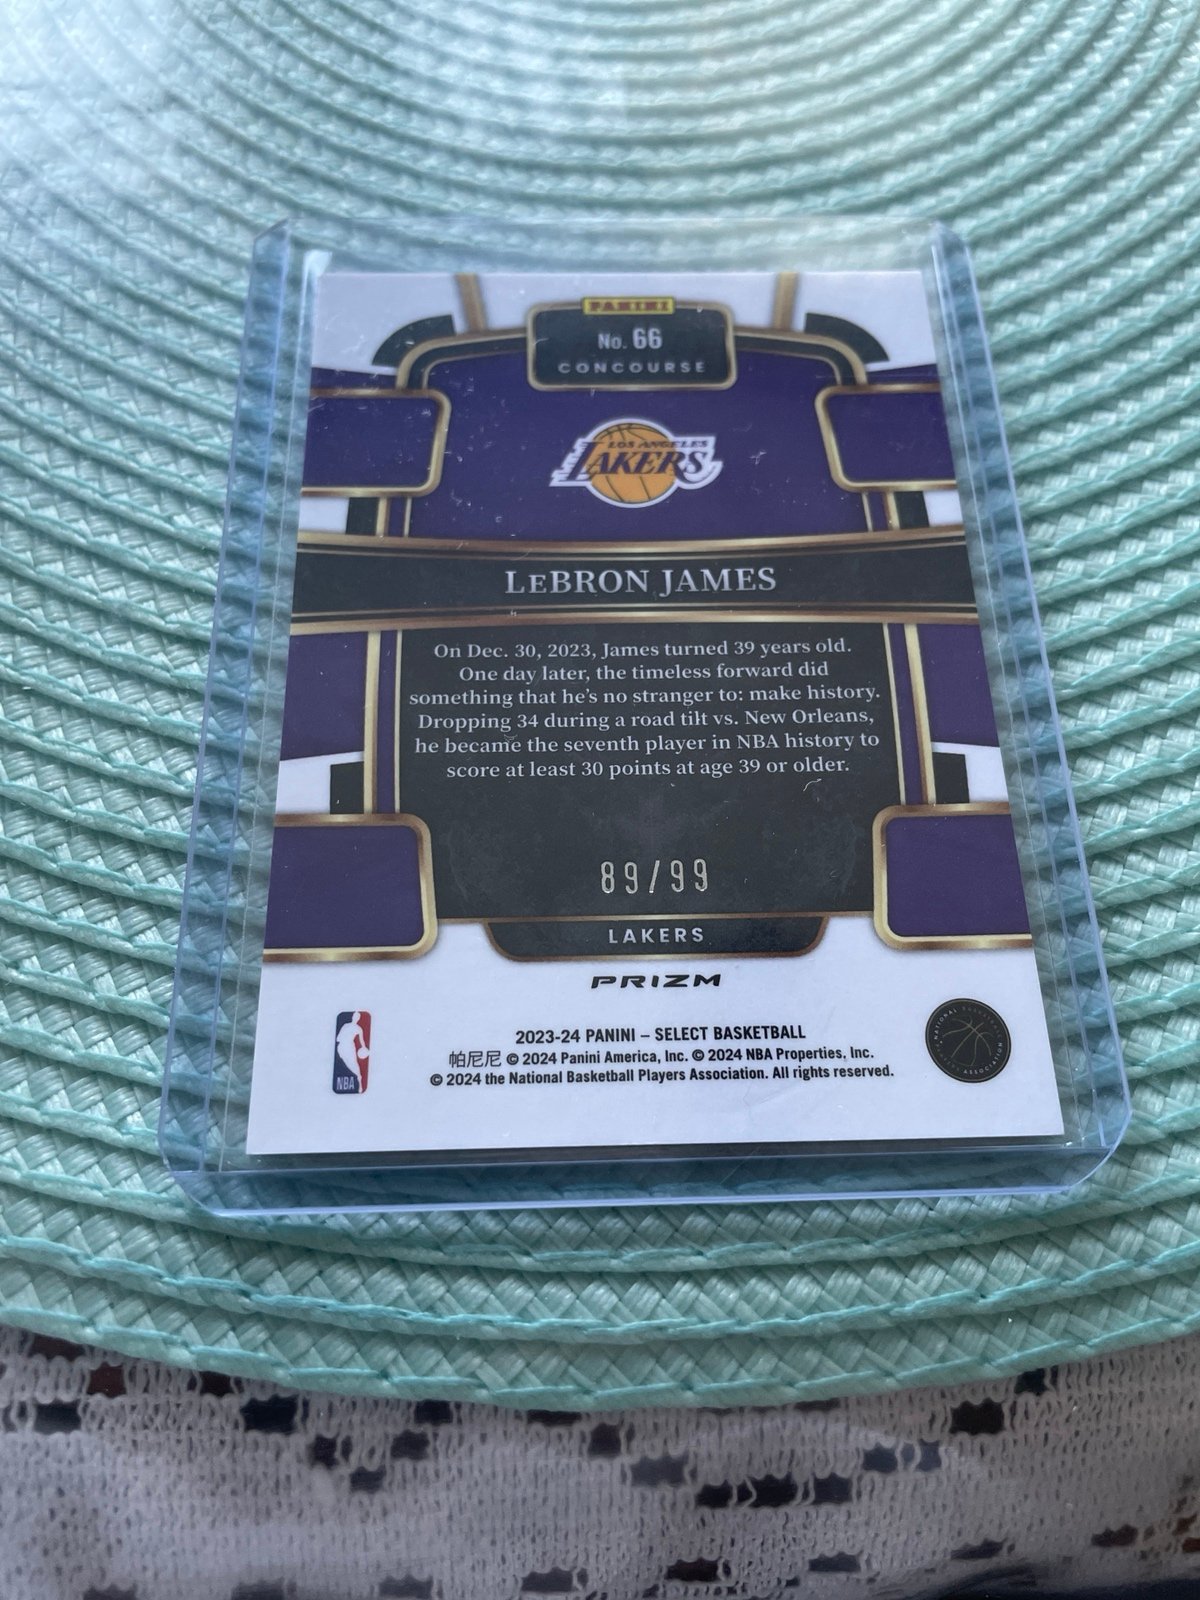 PANINI
No. 66
CONCOURSE
LOS ANGELES
LAKERS
LEBRON JAMES
On Dec. 30, 2023, James turned 39 years old.
One day later, the timeless forward did
something that he's no stranger to: make history.
Dropping 34 during a road tilt vs. New Orleans,
he became the seventh player in NBA history to
score at least 30 points at age 39 or older.
89/99
LAKERS
PRIZM
2023-24 PANINI – SELECT BASKETBALL
帕尼尼 © 2024 Panini America, Inc. © 2024 NBA Properties, Inc.
© 2024 the National Basketball Players Association. All rights reserved.
NBA
NATIONAL BASKETBALL
PLAYERS ASSOCIATION